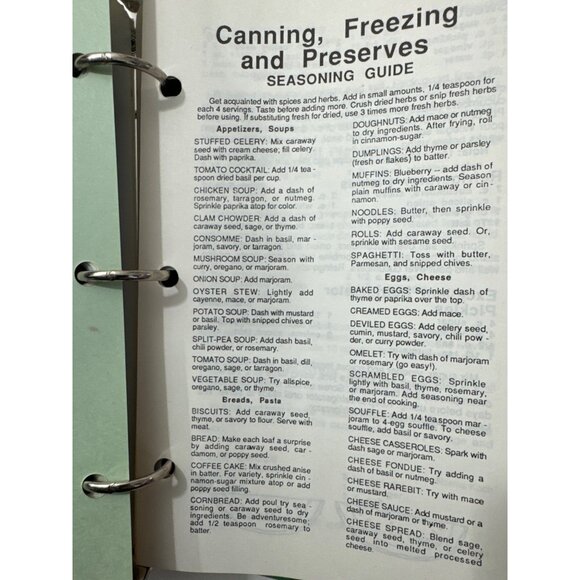 Canning, Freezing
and Preserves
SEASONING GUIDE
Get acquainted with spices and herbs. Add in small amounts, 1/4 teaspoon for
each 4 servings. Taste before adding more. Crush dried herbs or snip fresh herbs
before using. If substituting fresh for dried, use 3 times more fresh herbs.
Appetizers, Soups
STUFFED CELERY: Mix caraway
seed with cream cheese; fill celery.
Dash with paprika.
TOMATO COCKTAIL: Add 1/4 tea-
spoon dried basil per cup.
CHICKEN SOUP: Add a dash of
rosemary, tarragon, or nutmeg.
Sprinkle paprika atop for color.
CLAM CHOWDER: Add a dash of
caraway seed, sage, or thyme.
CONSOMME: Dash in basil, mar -
joram, savory, or tarragon.
MUSHROOM SOUP: Season with
curry, oregano, or marjoram.
ONION SOUP: Add marjoram.
OYSTER STEW: Lightly add
cayenne, mace, or marjoram.
POTATO SOUP: Dash with mustard
or basil. Top with snipped chives or
parsley.
SPLIT-PEA SOUP: Add dash basil,
chili powder, or rosemary.
TOMATO SOUP: Dash in basil, dill,
oregano, sage, or tarragon.
VEGETABLE SOUP: Try allspice,
oregano, sage, or thyme.
Breads, Pasta
BISCUITS: Add caraway seed,
thyme, or savory to flour. Serve with
meat.
BREAD: Make each loaf a surprise
by adding caraway seed, car -
damom, or poppy seed.
COFFEE CAKE: Mix crushed anise
in batter. For variety, sprinkle cin -
namon-sugar mixture atop or add
poppy seed filling.
CORNBREAD: Add poul try sea -
soning or caraway seed to dry
ingredients. Be adventuresome:
add 1/2 teaspoon rosemary to
batter.
DOUGHNUTS: Add mace or nutmeg
to dry ingredients. After frying, roll
in cinnamon-sugar.
DUMPLINGS: Add thyme or parsley
(fresh or flakes) to batter.
MUFFINS: Blueberry -- add dash of
nutmeg to dry ingredients. Season
plain muffins with caraway or cin-
namon.
NOODLES: Butter, then sprinkle
with poppy seed.
ROLLS: Add caraway seed. Or,
sprinkle with sesame seed.
SPAGHETTI: Toss with butter,
Parmesan, and snipped chives.
Eggs, Cheese
BAKED EGGS: Sprinkle dash of
thyme or paprika over the top.
CREAMED EGGS: Add mace.
DEVILED EGGS: Add celery seed,
cumin, mustard, savory, chili pow -
der, or curry powder.
OMELET: Try with dash of marjoram
or rosemary (go easy!).
SCRAMBLED EGGS: Sprinkle
lightly with basil, thyme, rosemary,
or marjoram. Add seasoning near
the end of cooking.
SOUFFLE: Add 1/4 teaspoon mar -
joram to 4-egg souffle. To cheese
souffle, add basil or savory.
CHEESE CASSEROLES: Spark with
dash sage or marjoram.
CHEESE FONDUE: Try adding a
dash of basil or nutmeg.
CHEESE RAREBIT: Try with mace
or mustard.
CHEESE SAUCE: Add mustard or a
dash of marjoram or thyme.
CHEESE SPREAD: Blend sage,
caraway seed, thyme, or celery
seed into melted processed
cheese.